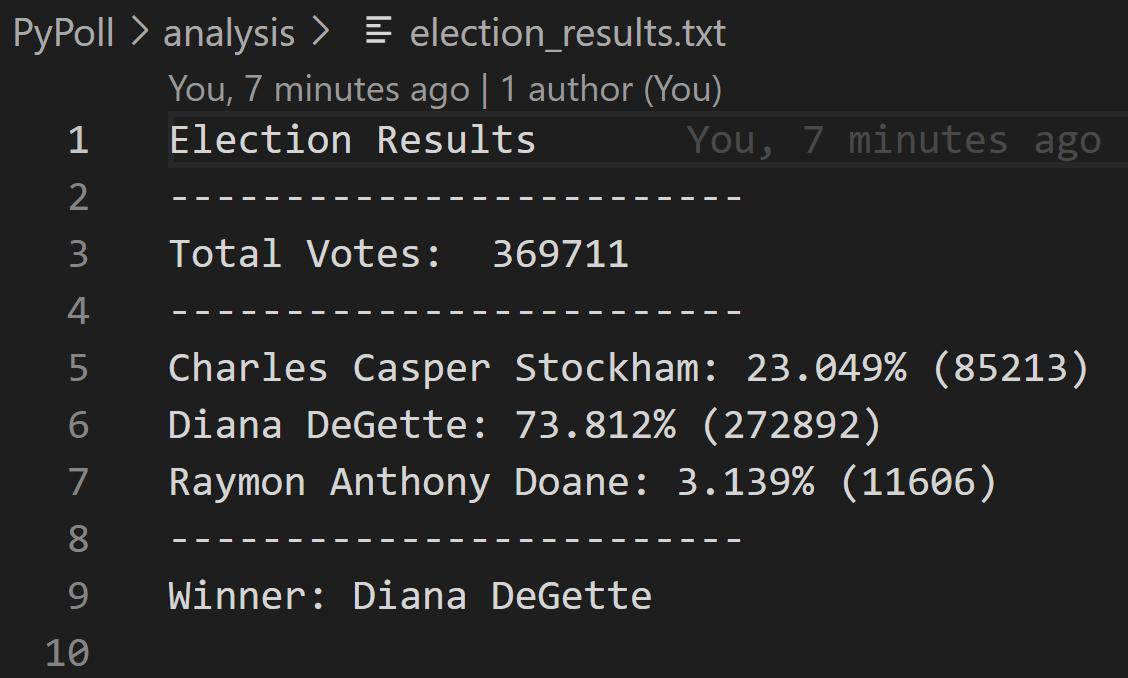 PyPoll > analysis > election_results.txt
You, 7 minutes ago | 1 author (You)
1 Election Results You, 7 minutes ago
2 -------------------------
3 Total Votes:  369711
4 -------------------------
5 Charles Casper Stockham: 23.049% (85213)
6 Diana DeGette: 73.812% (272892)
7 Raymon Anthony Doane: 3.139% (11606)
8 -------------------------
9 Winner: Diana DeGette
10